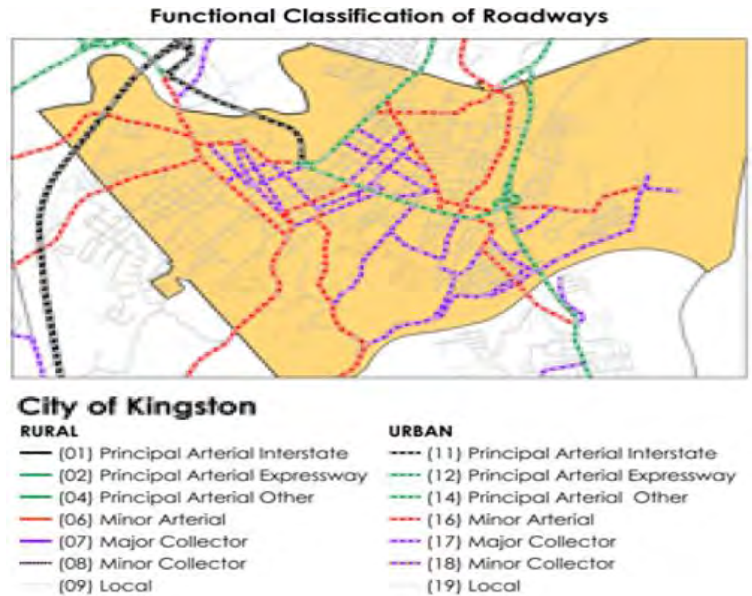 Functional Classification of Roadways
City of Kingston
RURAL
(01) Principal Arterial Interstate
(02) Principal Arterial Expressway
(04) Principal Arterial Other
(06) Minor Arterial
(07) Major Collector
(08) Minor Collector
(09) Local
URBAN
(11) Principal Arterial Interstate
(12) Principal Arterial Expressway
(14) Principal Arterial Other
(16) Minor Arterial
(17) Major Collector
(18) Minor Collector
(19) Local